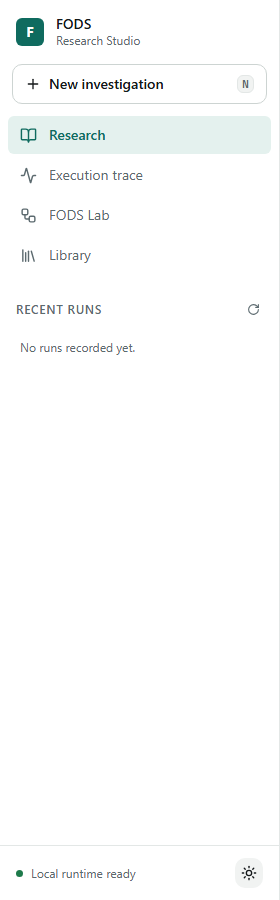 F
FODS
Research Studio
New investigation N
Research
Execution trace
FODS Lab
Library
RECENT RUNS
No runs recorded yet.
Local runtime ready